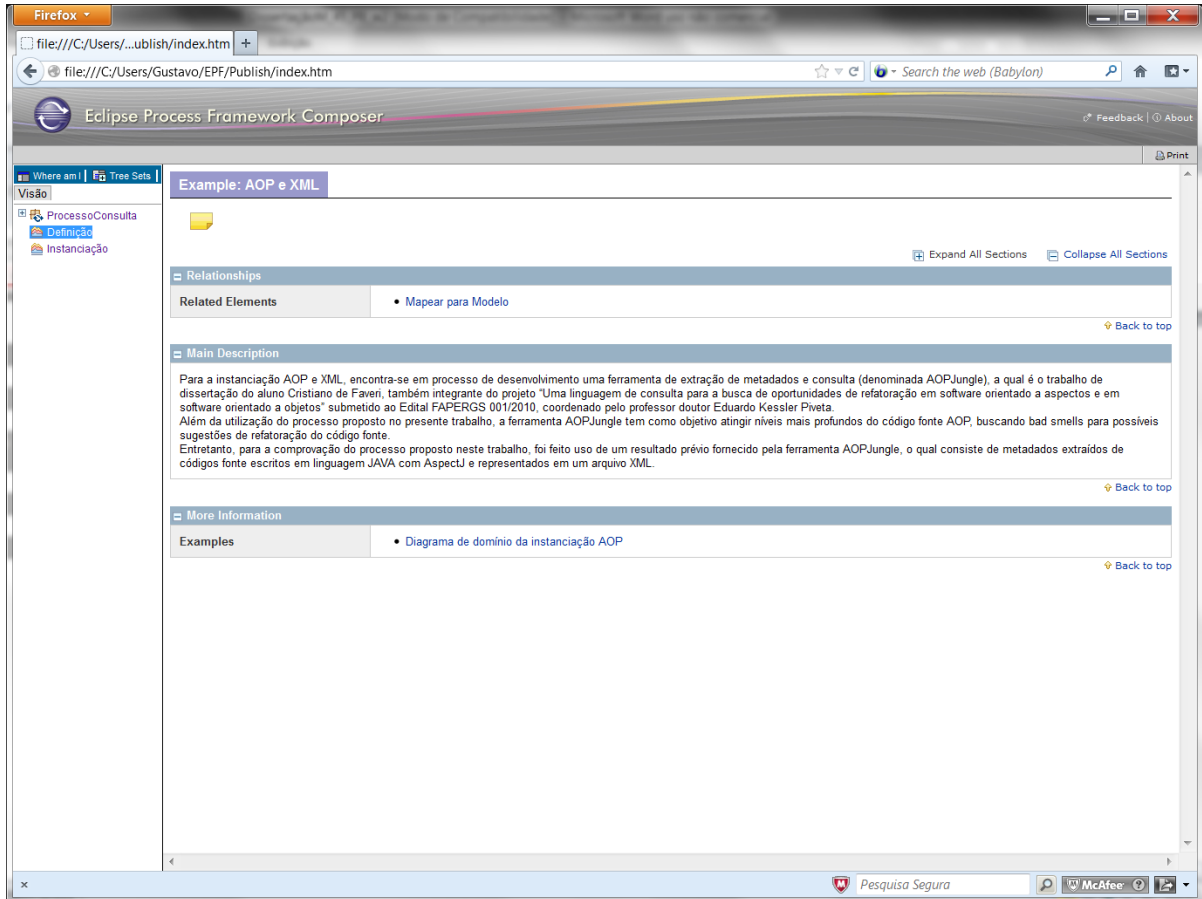 Firefox
file:///C:/Users/...ublish/index.htm
file:///C:/Users/Gustavo/EPF/Publish/index.htm
Search the web (Babylon)
Eclipse Process Framework Composer
Feedback | About
Print
Where am I
Tree Sets
Visão
ProcessoConsulta
Definição
Instanciação
Example: AOP e XML
Expand All Sections
Collapse All Sections
Relationships
Related Elements
• Mapear para Modelo
Back to top
Main Description
Para a instanciação AOP e XML, encontra-se em processo de desenvolvimento uma ferramenta de extração de metadados e consulta (denominada AOPJungle), a qual é o trabalho de
dissertação do aluno Cristiano de Faveri, também integrante do projeto “Uma linguagem de consulta para a busca de oportunidades de refatoração em software orientado a aspectos e em
software orientado a objetos” submetido ao Edital FAPERGS 001/2010, coordenado pelo professor doutor Eduardo Kessler Piveta.
Além da utilização do processo proposto no presente trabalho, a ferramenta AOPJungle tem como objetivo atingir níveis mais profundos do código fonte AOP, buscando bad smells para possíveis
sugestões de refatoração do código fonte.
Entretanto, para a comprovação do processo proposto neste trabalho, foi feito uso de um resultado prévio fornecido pela ferramenta AOPJungle, o qual consiste de metadados extraídos de
códigos fonte escritos em linguagem JAVA com AspectJ e representados em um arquivo XML.
Back to top
More Information
Examples
• Diagrama de domínio da instanciação AOP
Back to top
Pesquisa Segura
McAfee